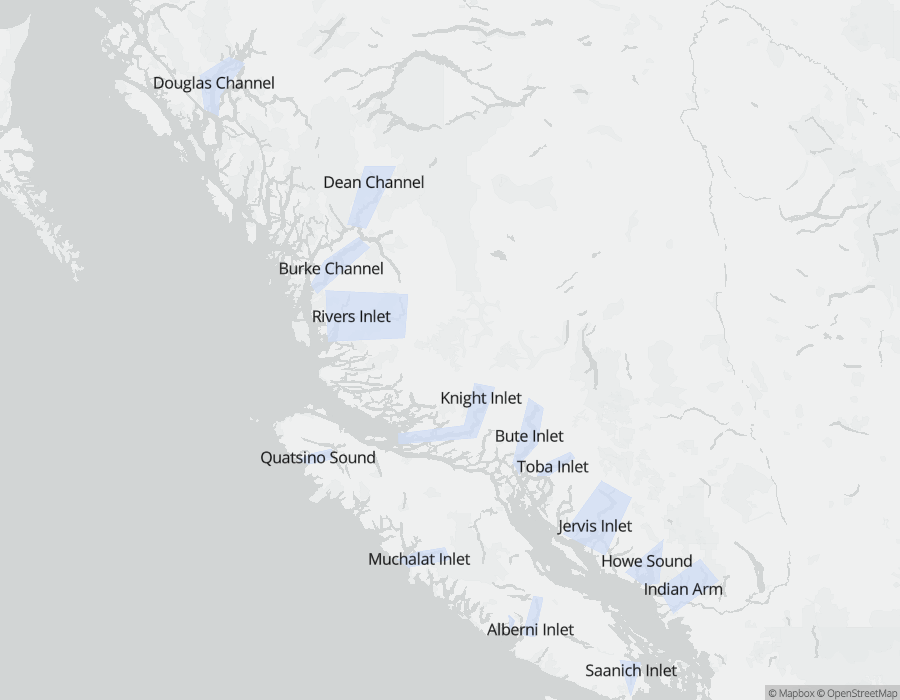 Douglas Channel
Dean Channel
Burke Channel
Rivers Inlet
Knight Inlet
Bute Inlet
Quatsino Sound
Toba Inlet
Jervis Inlet
Muchalat Inlet
Howe Sound
Indian Arm
Alberni Inlet
Saanich Inlet
© Mapbox © OpenStreetMap